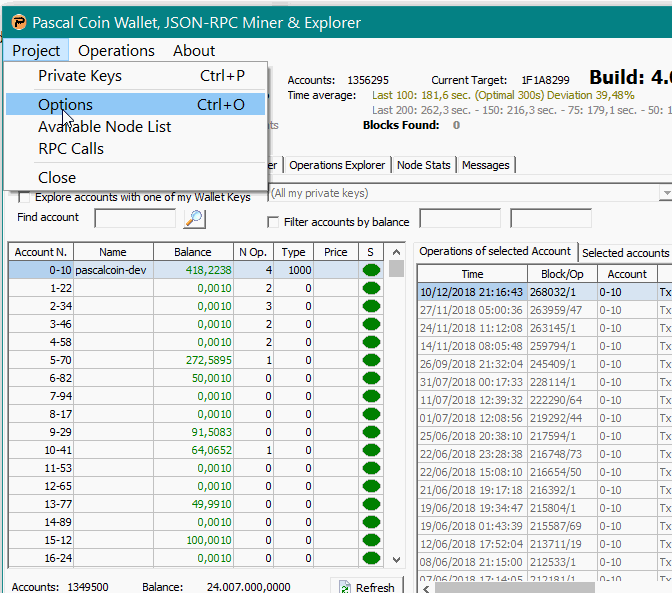 Pascal Coin Wallet, JSON-RPC Miner & Explorer
Project Operations About
Private Keys Ctrl+P
Options Ctrl+O
Available Node List
RPC Calls
Close
Accounts: 1356295 Current Target: 1F1A8299 Build: 4.0
Time average: Last 100: 181,6 sec. (Optimal 300s) Deviation 39,48%
Last 200: 262,3 sec. - 150: 216,3 sec. - 75: 179,1 sec. - 50: 1
Blocks Found: 0
Operations Explorer Node Stats Messages
Explore accounts with one of my Wallet Keys (All my private keys)
Find account Filter accounts by balance
Account N. Name Balance N Op. Type Price S
0-10 pascalcoin-dev 418,2238 4 1000
1-22 0,0010 2 0
2-34 0,0010 3 0
3-46 0,0010 2 0
4-58 0,0010 2 0
5-70 272,5895 1 0
6-82 50,0010 0 0
7-94 0,0010 0 0
8-17 0,0010 0 0
9-29 91,5083 0 0
10-41 64,0652 1 0
11-53 0,0010 0 0
12-65 0,0010 0 0
13-77 49,9910 0 0
14-89 0,0010 0 0
15-12 100,0010 0 0
16-24 0,0010 0 0
Accounts: 1349500 Balance: 24.007.000,0000 Refresh
Operations of selected Account Selected accounts
Time Block/Op Account
10/12/2018 21:16:43 268032/1 0-10 Tx
27/11/2018 05:00:36 263959/47 0-10 Tx
24/11/2018 11:12:08 263145/1 0-10 Tx
14/11/2018 08:05:48 259794/1 0-10 Tx
26/09/2018 21:32:04 245409/1 0-10 Tx
31/07/2018 00:17:33 228114/1 0-10 Tx
11/07/2018 12:39:32 222290/64 0-10 Tx
01/07/2018 12:08:56 219292/44 0-10 Tx
25/06/2018 20:38:10 217594/1 0-10 Tx
22/06/2018 23:28:38 216748/73 0-10 Tx
22/06/2018 15:08:10 216654/50 0-10 Tx
21/06/2018 19:17:18 216392/1 0-10 Tx
19/06/2018 19:34:47 215804/1 0-10 Tx
19/06/2018 01:43:39 215587/69 0-10 Tx
12/06/2018 17:52:04 213711/19 0-10 Tx
08/06/2018 21:15:00 212533/1 0-10 Tx
07/06/2018 17:14:05 212181/1 0-10 Tx